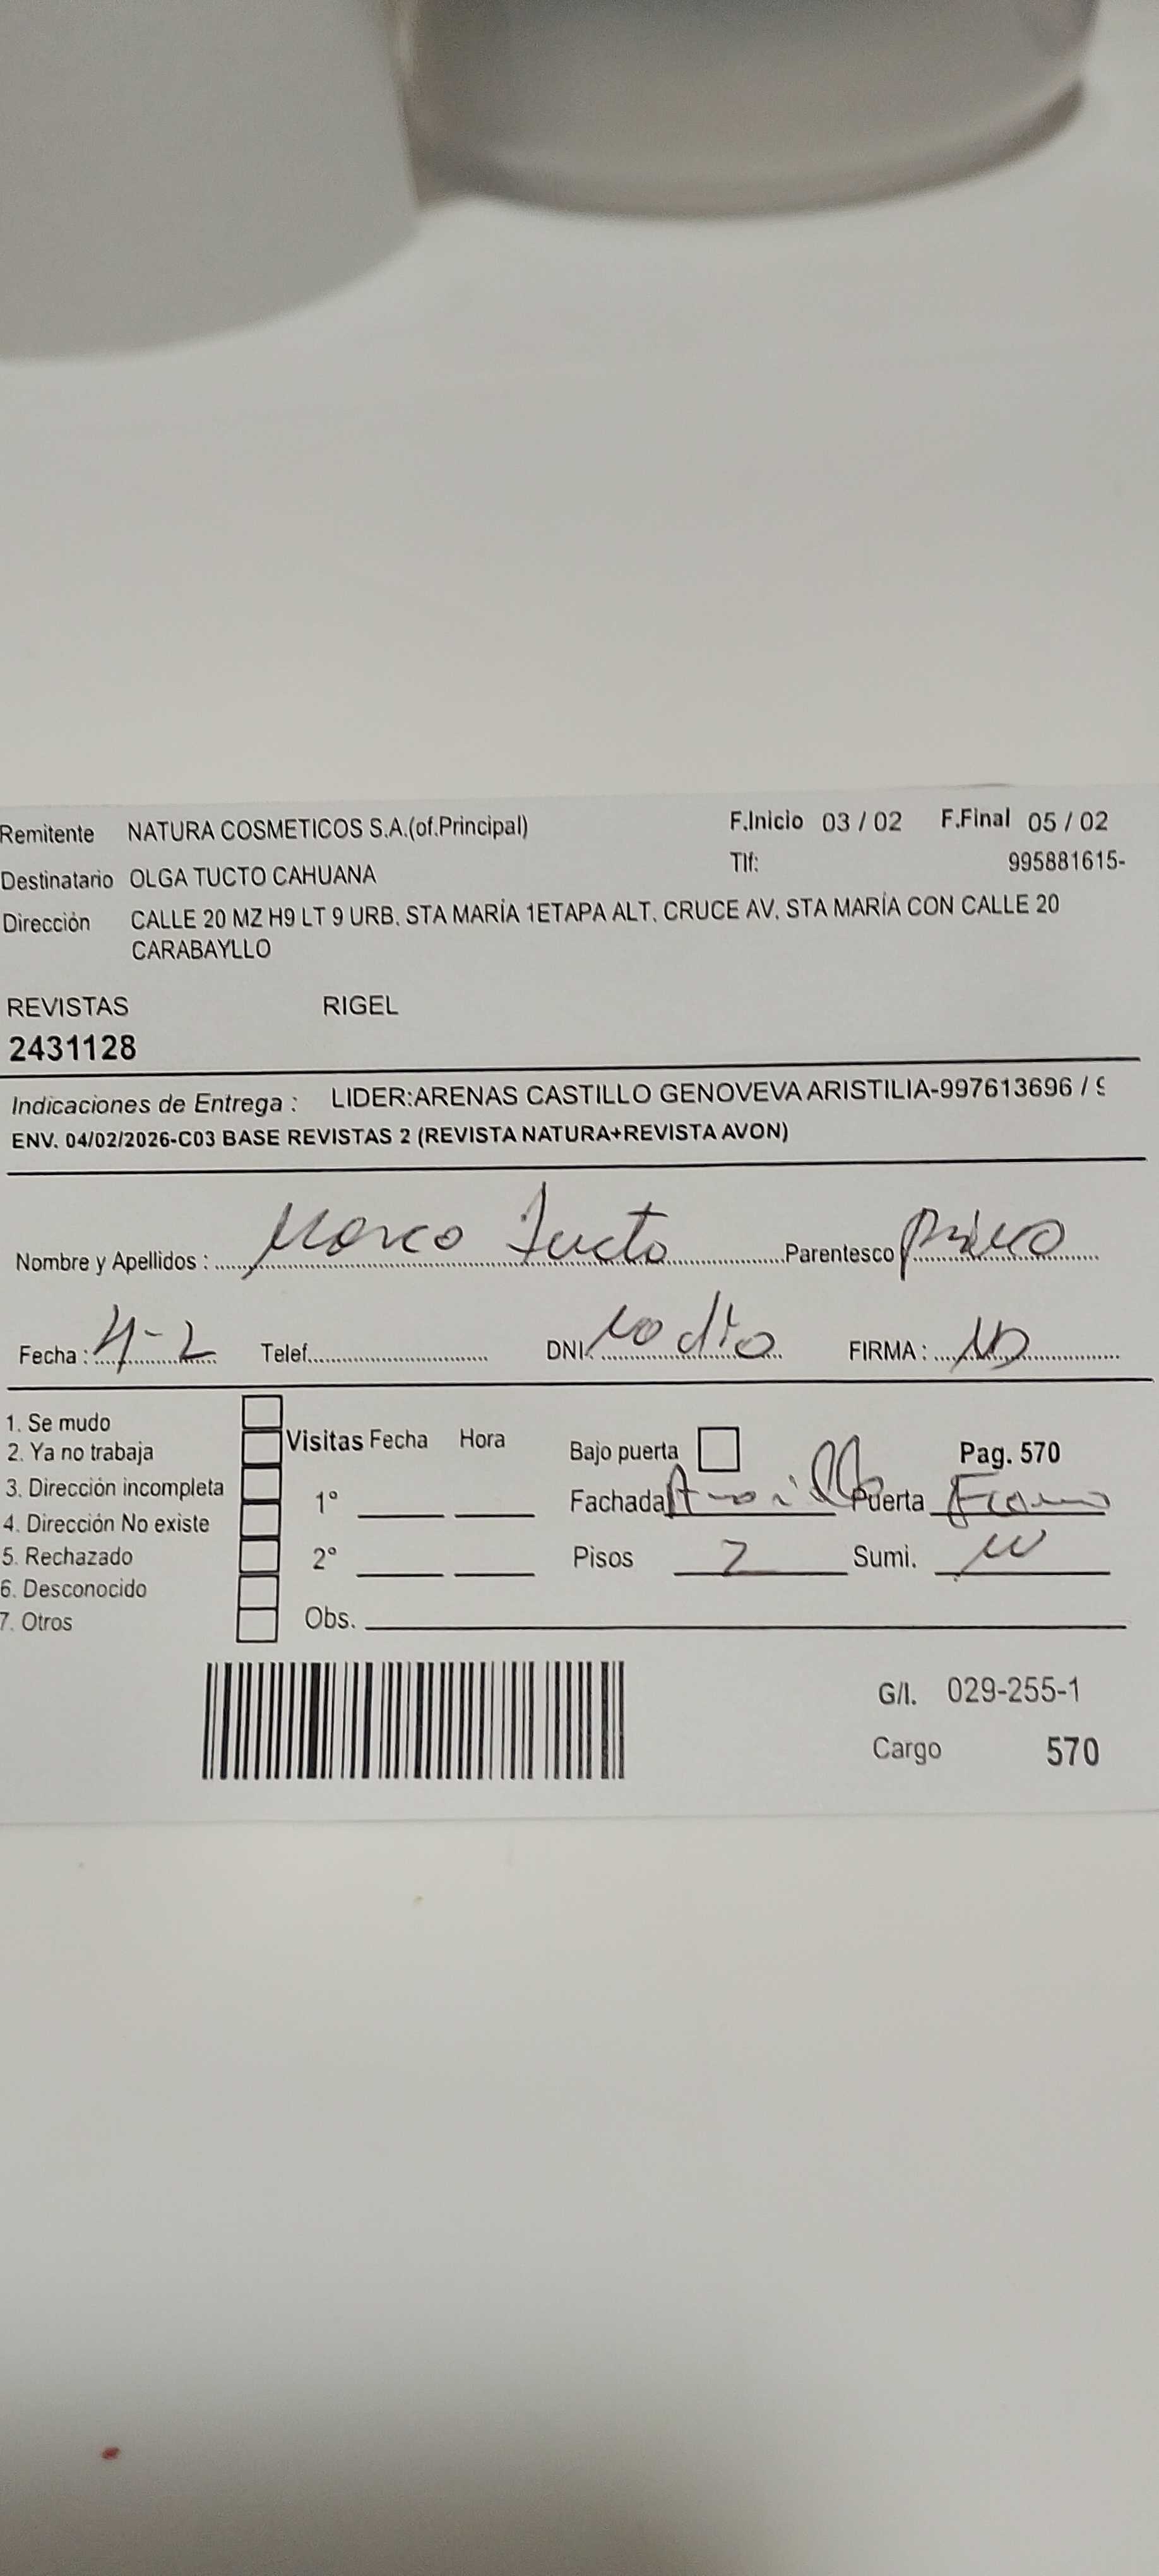 Remitente NATURA COSMETICOS S.A.(of.Principal) F.Inicio 03 / 02 F.Final 05 / 02
Destinatario OLGA TUCTO CAHUANA Tlf: 995881615-
Dirección CALLE 20 MZ H9 LT 9 URB. STA MARÍA 1ETAPA ALT. CRUCE AV. STA MARÍA CON CALLE 20
CARABAYLLO
REVISTAS RIGEL
2431128
Indicaciones de Entrega : LIDER:ARENAS CASTILLO GENOVEVA ARISTILIA-997613696 /
ENV. 04/02/2026-C03 BASE REVISTAS 2 (REVISTA NATURA+REVISTA AVON)
Nombre y Apellidos : Marco Tucto Parentesco primo
Fecha : 4-2 Telef. DNI. no dio FIRMA :
1. Se mudo
2. Ya no trabaja Visitas Fecha Hora Bajo puerta Pag. 570
3. Dirección incompleta 1° Fachada Puerta
4. Dirección No existe
5. Rechazado 2° Pisos 2 Sumi.
6. Desconocido
7. Otros Obs.
G/I. 029-255-1
Cargo 570